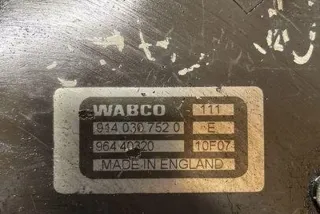 WABCO 111
914 030 752 0 E
964 40320 10F07
MADE IN ENGLAND